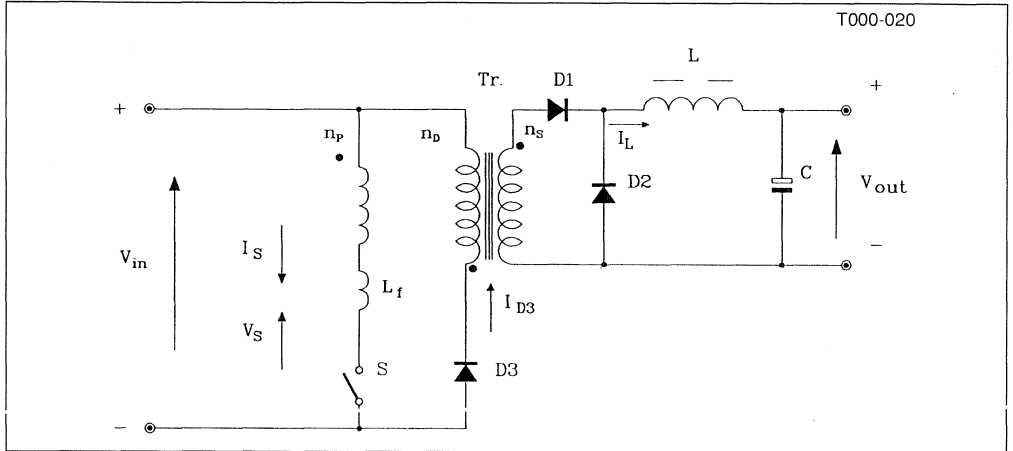 T000-020
L
Tr. D1
+ +
n_P n_D n_S I_L
D2 C V_out
V_in I_S
L_f −
V_S I_D3
S D3
−